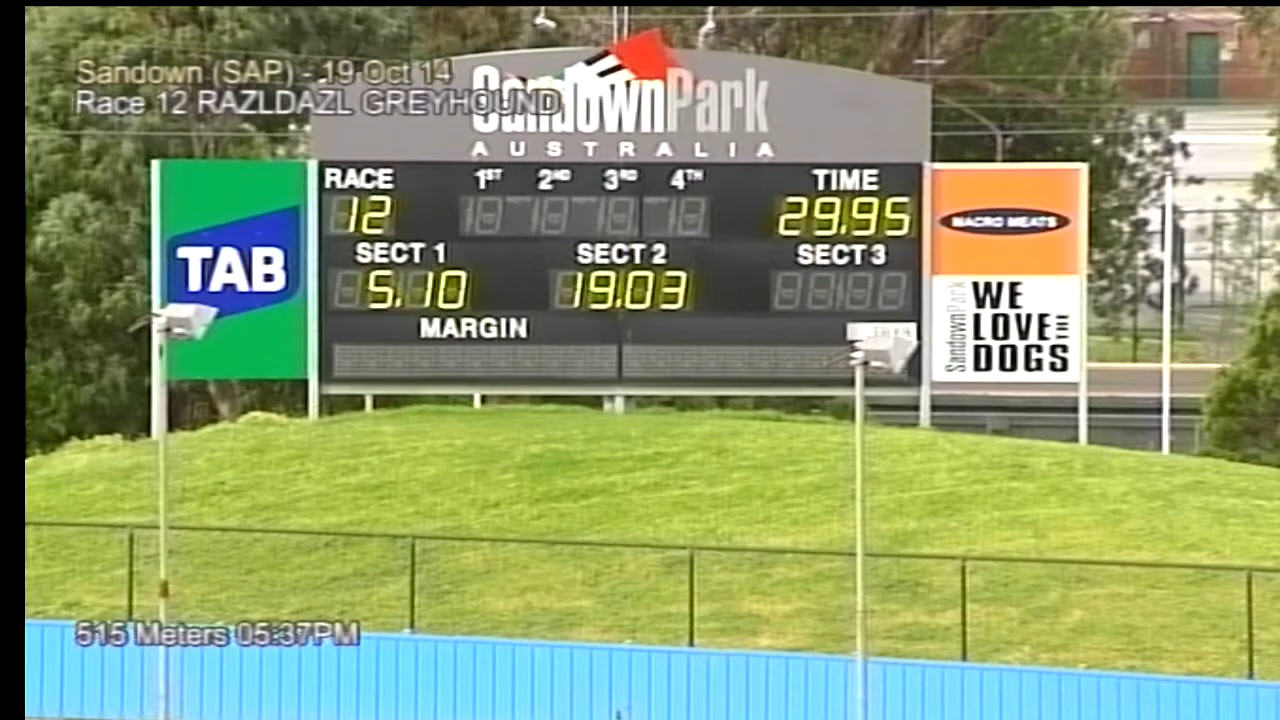 Sandown (SAP) - 19 Oct 14
Race 12 RAZLDAZL GREYHOUND
SandownPark
AUSTRALIA
RACE 1ST 2ND 3RD 4TH TIME
12 29.95
SECT 1 SECT 2 SECT 3
5.10 19.03
MARGIN
TAB
MACRO MEATS
SandownPark
WE
LOVE THE
DOGS
515 Meters 05:37PM